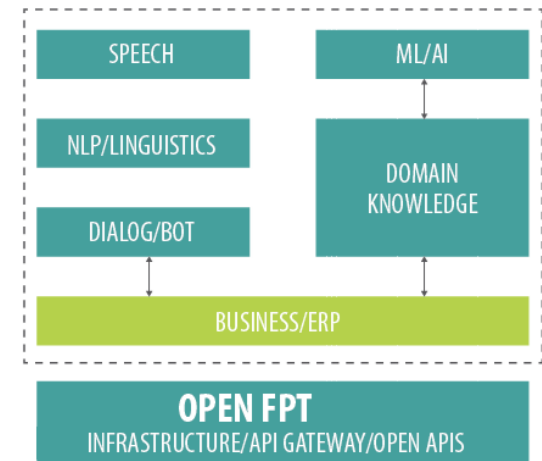 SPEECH
ML/AI
NLP/LINGUISTICS
DOMAIN
KNOWLEDGE
DIALOG/BOT
BUSINESS/ERP
OPEN FPT
INFRASTRUCTURE/API GATEWAY/OPEN APIS